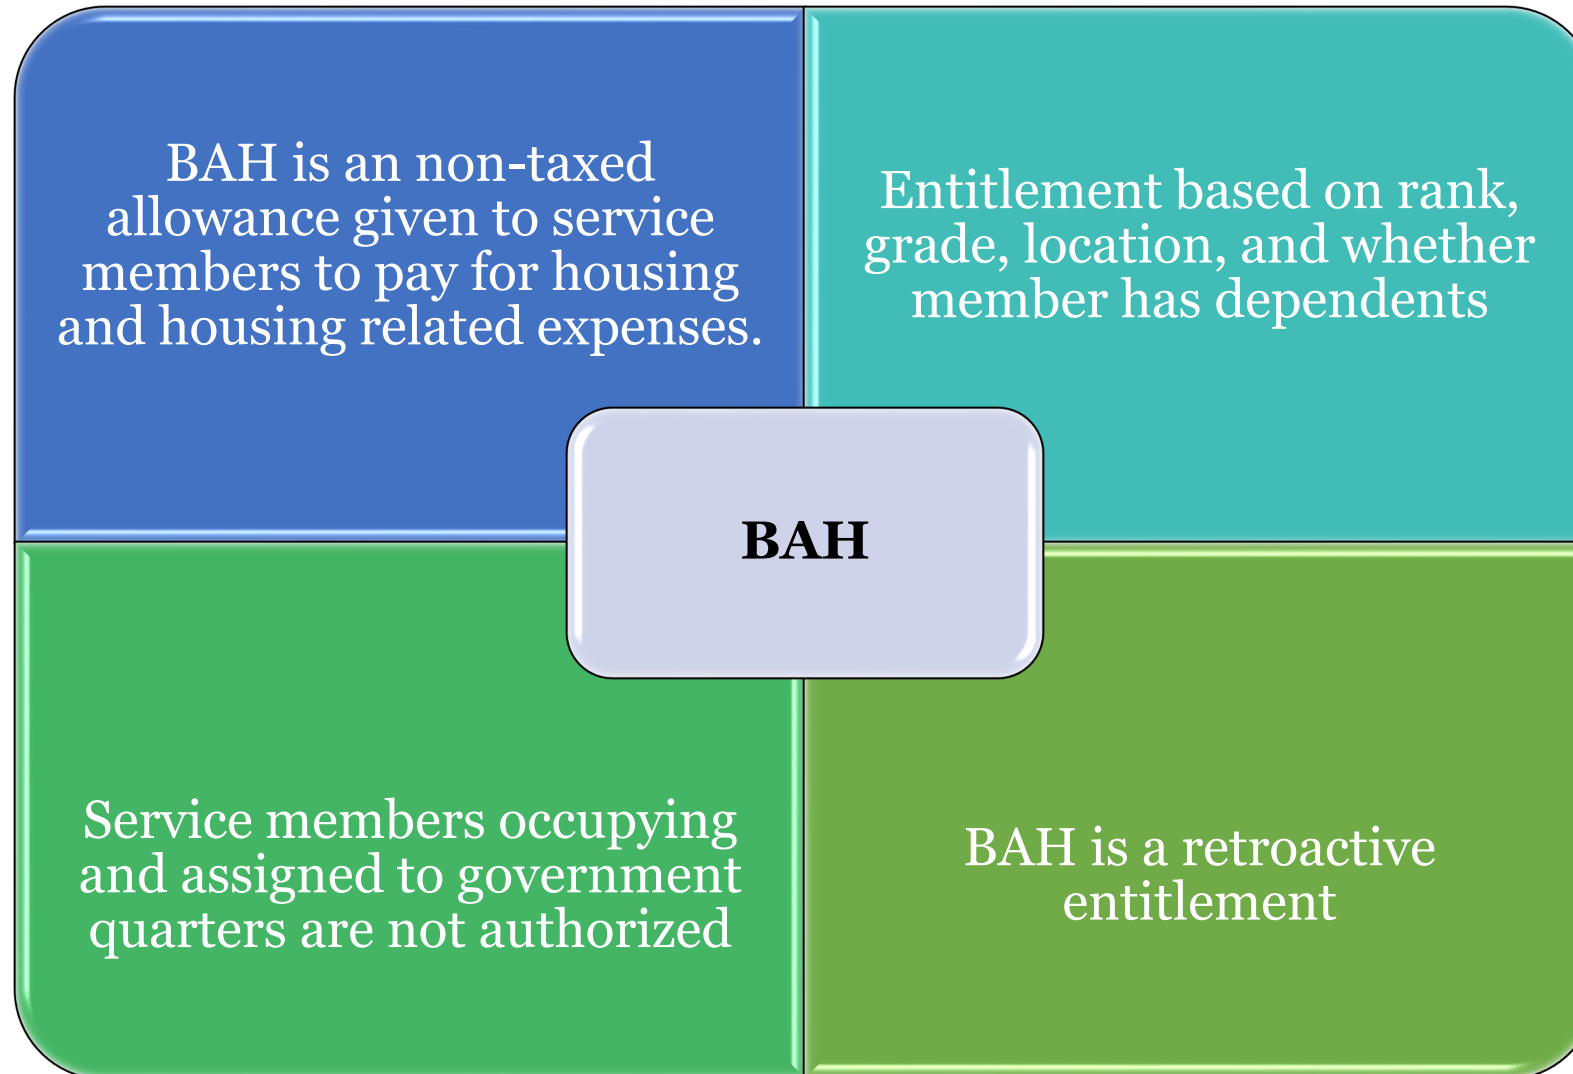 BAH is an non-taxed
allowance given to service
members to pay for housing
and housing related expenses.
Entitlement based on rank,
grade, location, and whether
member has dependents
BAH
Service members occupying
and assigned to government
quarters are not authorized
BAH is a retroactive
entitlement